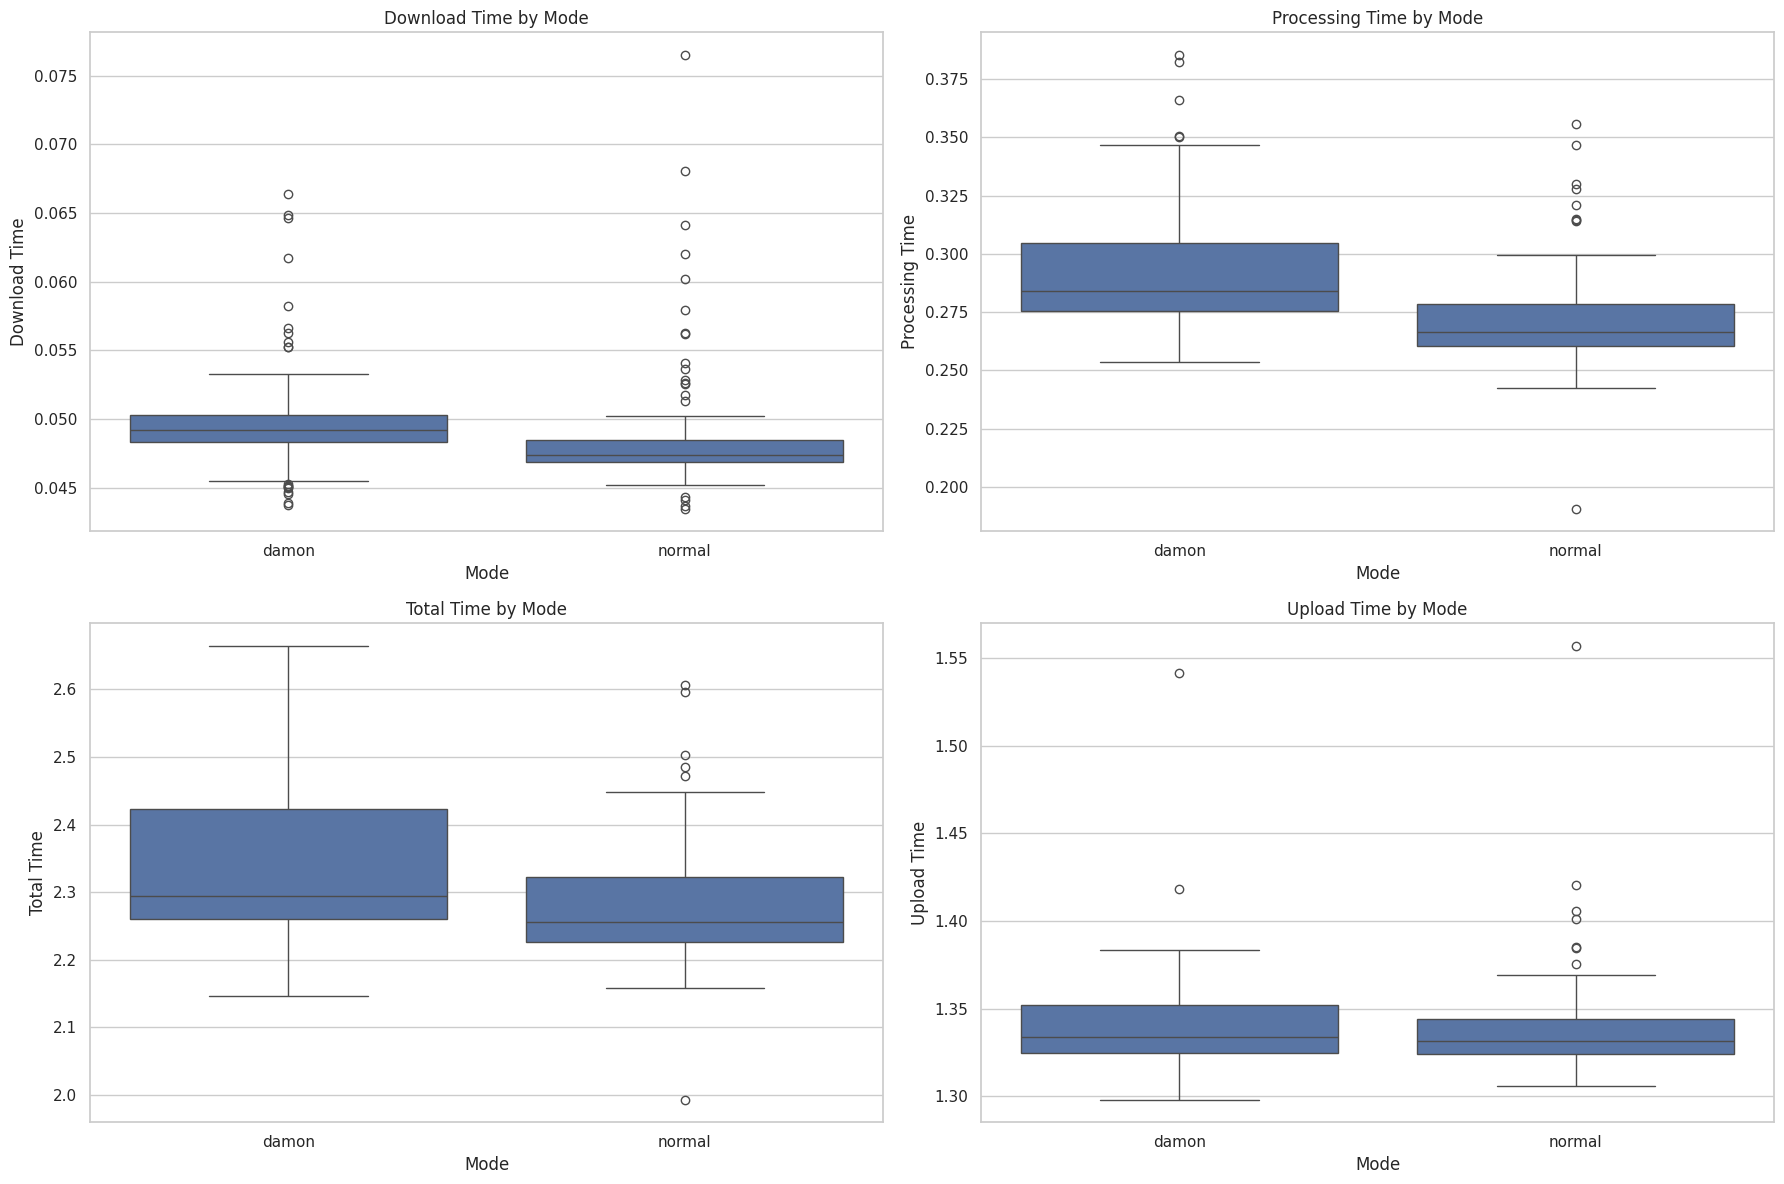 Download Time by Mode
0.075
0.070
0.065
0.060
0.055
0.050
0.045
Download Time
damon
normal
Mode
Processing Time by Mode
0.375
0.350
0.325
0.300
0.275
0.250
0.225
0.200
Processing Time
damon
normal
Mode
Total Time by Mode
2.6
2.5
2.4
2.3
2.2
2.1
2.0
Total Time
damon
normal
Mode
Upload Time by Mode
1.55
1.50
1.45
1.40
1.35
1.30
Upload Time
damon
normal
Mode